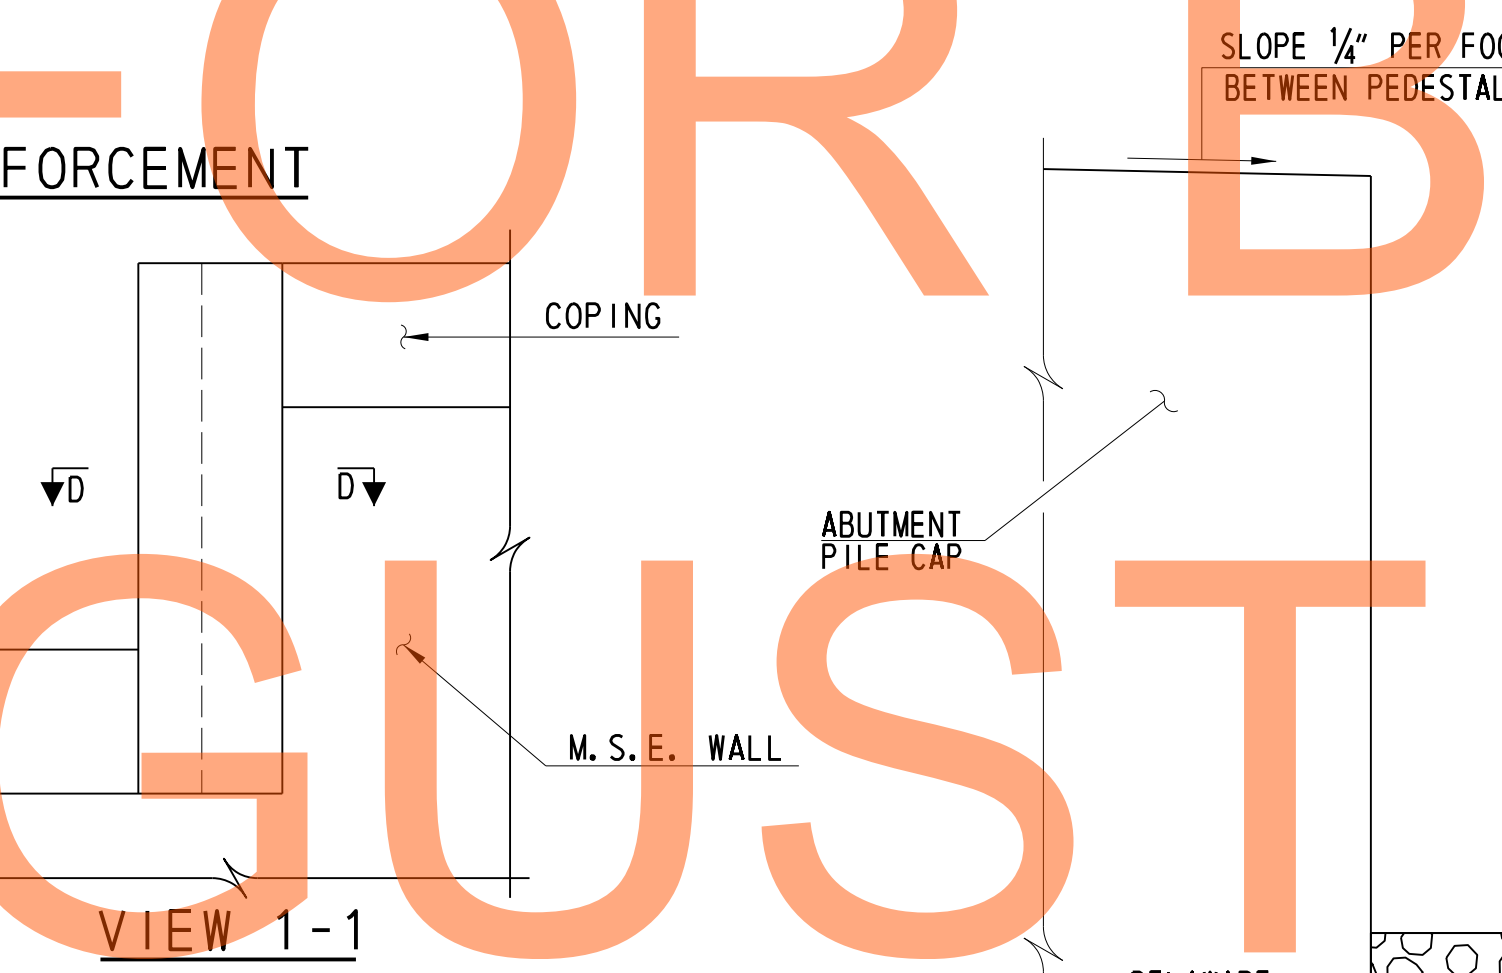 -OR B
SLOPE 1/4" PER FOO
BETWEEN PEDESTAL
FORCEMENT
COPING
D D
ABUTMENT
PILE CAP
GUST
M.S.E. WALL
VIEW 1-1